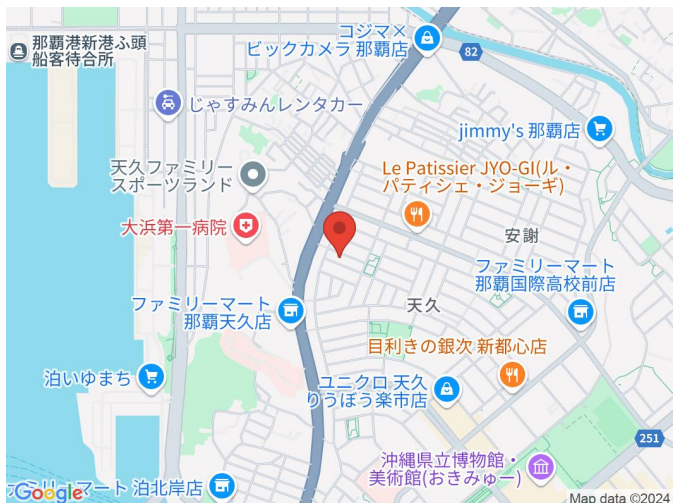 コジマ×
ビックカメラ 那覇店
那覇港新港ふ頭
船客待合所
82
じゃすみんレンタカー
jimmy's 那覇店
天久ファミリー
スポーツランド
Le Patissier JYO-GI(ル・
パティシェ・ジョーギ)
大浜第一病院
安謝
ファミリーマート
那覇国際高校前店
ファミリーマート
那覇天久店
天久
目利きの銀次 新都心店
泊いゆまち
ユニクロ 天久
りうぼう楽市店
251
沖縄県立博物館・
美術館(おきみゅー)
ァミリーマート 泊北岸店
Google
Map data ©2024